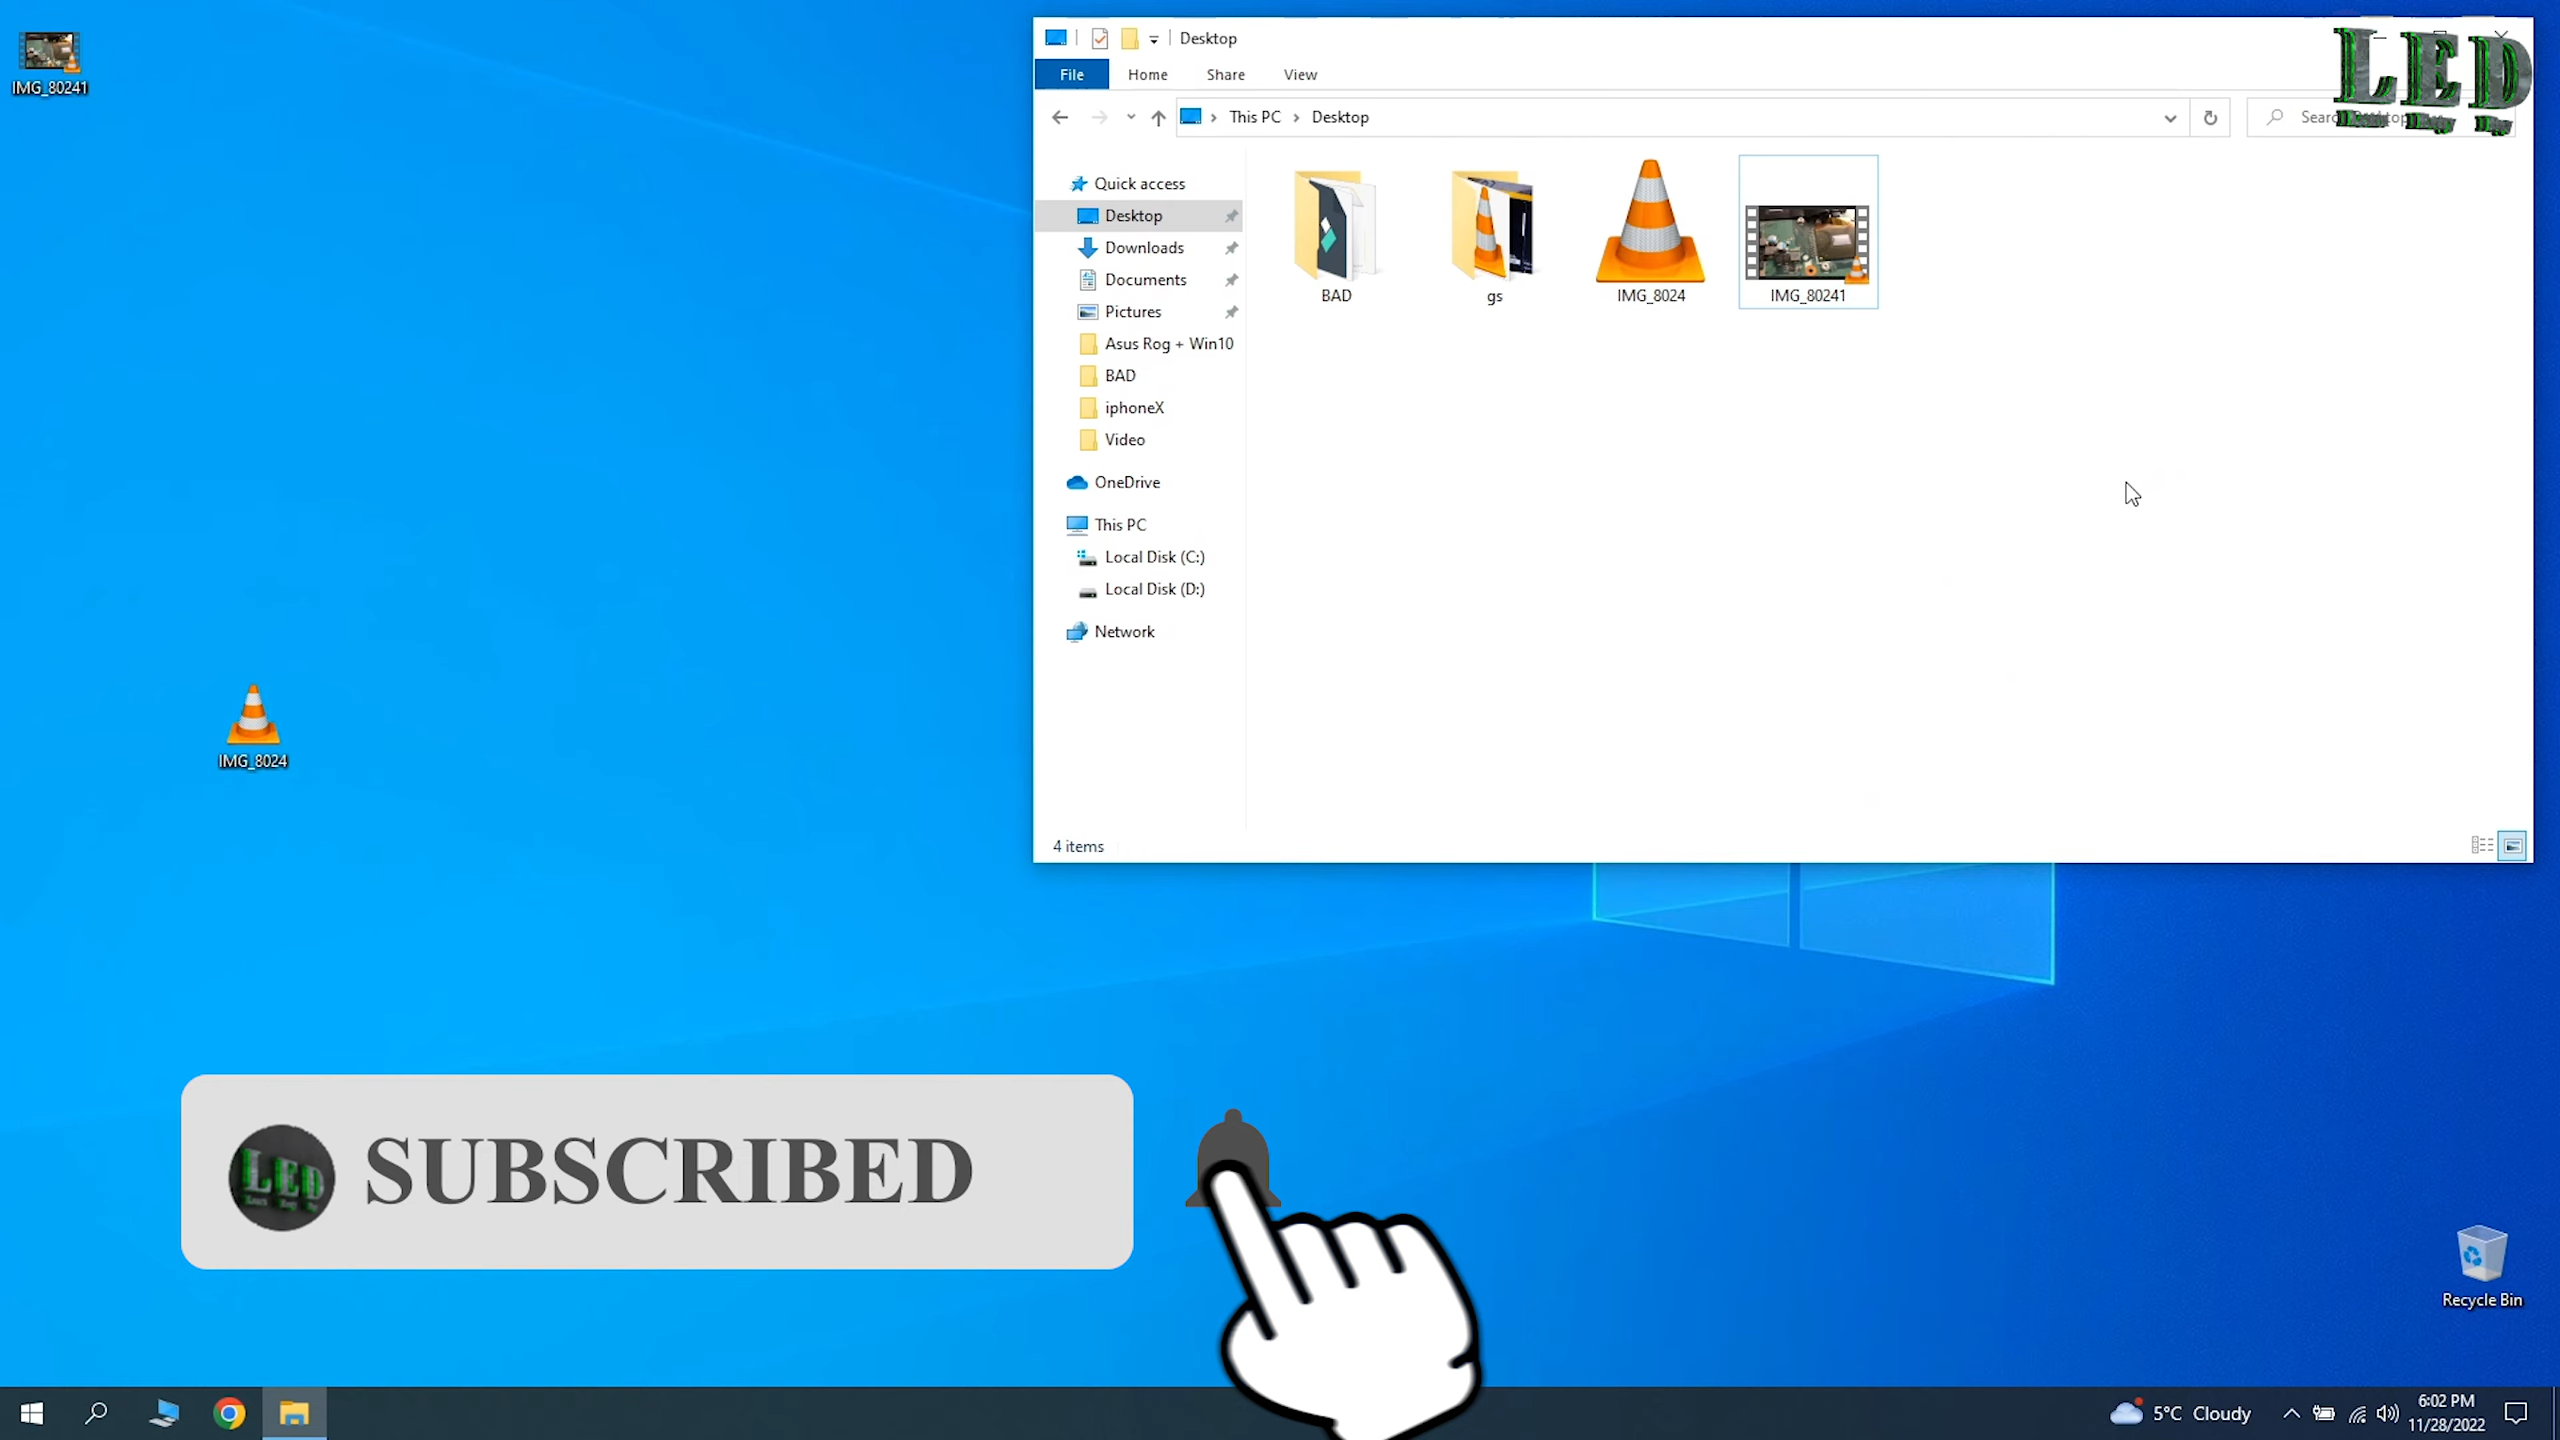 IMG_80241
Desktop
File Home Share View
This PC Desktop
LED
Quick access
Desktop
Downloads
Documents
Pictures
Asus Rog + Win10
BAD
iphoneX
Video
OneDrive
This PC
Local Disk (C:)
Local Disk (D:)
Network
BAD
gs
IMG_8024
IMG_80241
4 items
IMG_8024
LED
SUBSCRIBED
Recycle Bin
5°C Cloudy
6:02 PM
11/28/2022